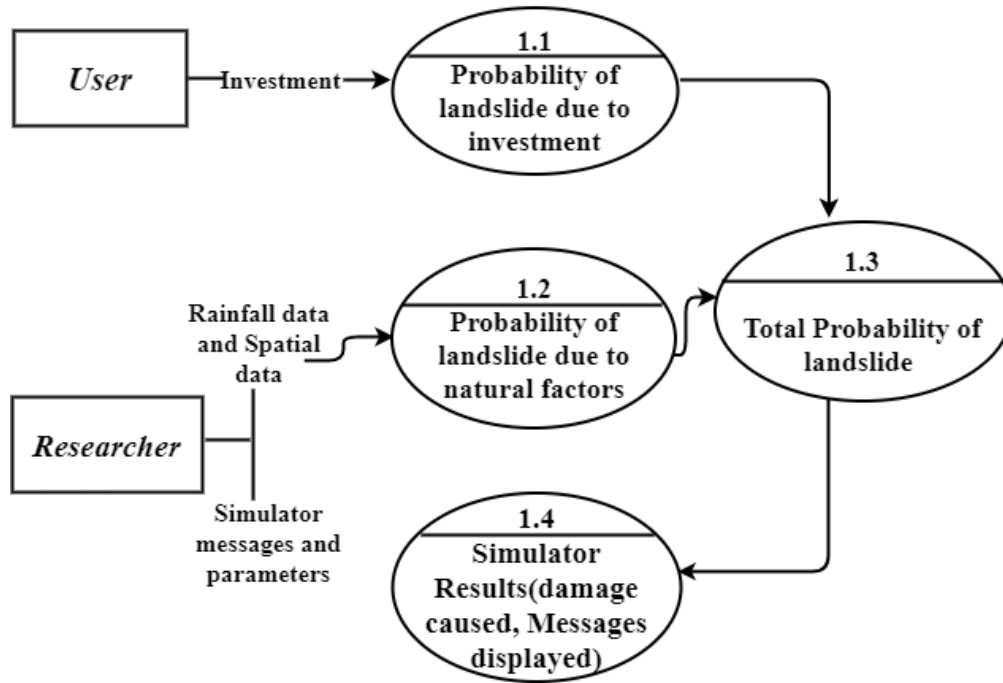 User
Investment
1.1
Probability of
landslide due to
investment
1.2
Probability of
landslide due to
natural factors
1.3
Total Probability of
landslide
Rainfall data
and Spatial
data
Researcher
Simulator
messages and
parameters
1.4
Simulator
Results(damage
caused, Messages
displayed)